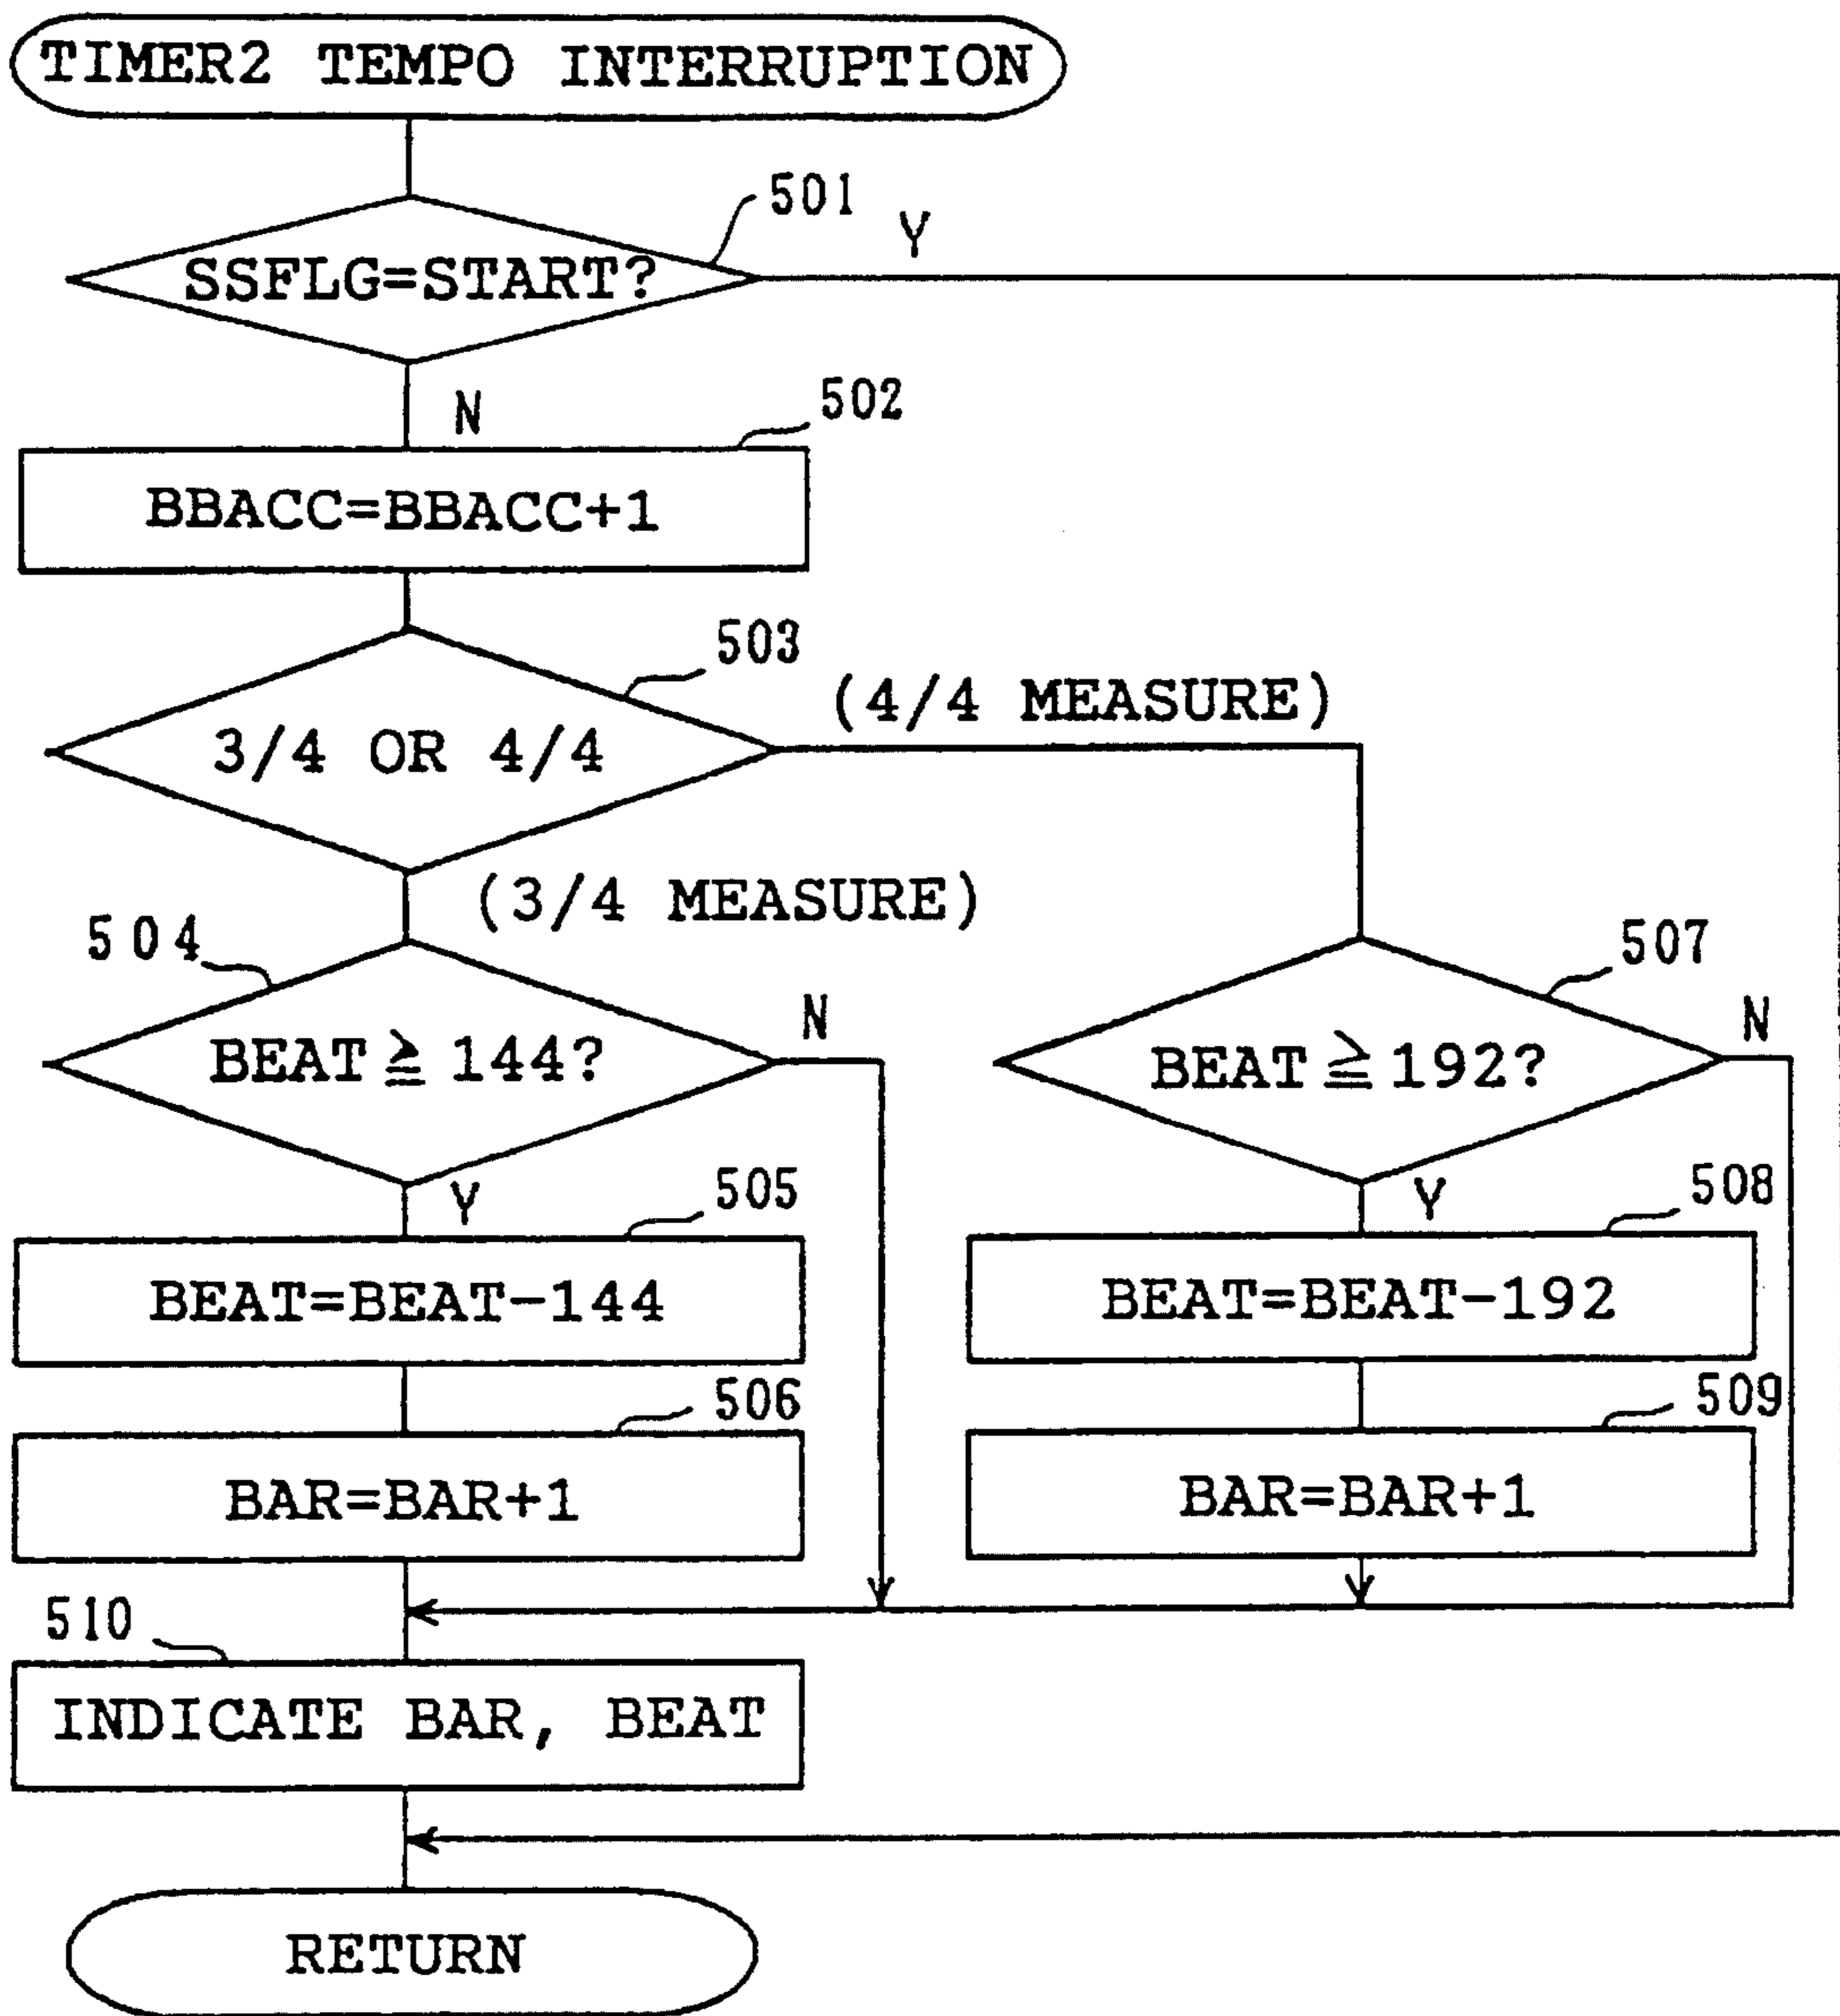 TIMER2 TEMPO INTERRUPTION
501
Y
SSFLG=START?
N
502
BBACC=BBACC+1
503
(4/4 MEASURE)
3/4 OR 4/4
(3/4 MEASURE)
504
507
N
N
BEAT ≧ 144?
BEAT ≧ 192?
Y
505
Y
508
BEAT=BEAT-144
BEAT=BEAT-192
506
509
BAR=BAR+1
BAR=BAR+1
510
INDICATE BAR, BEAT
RETURN